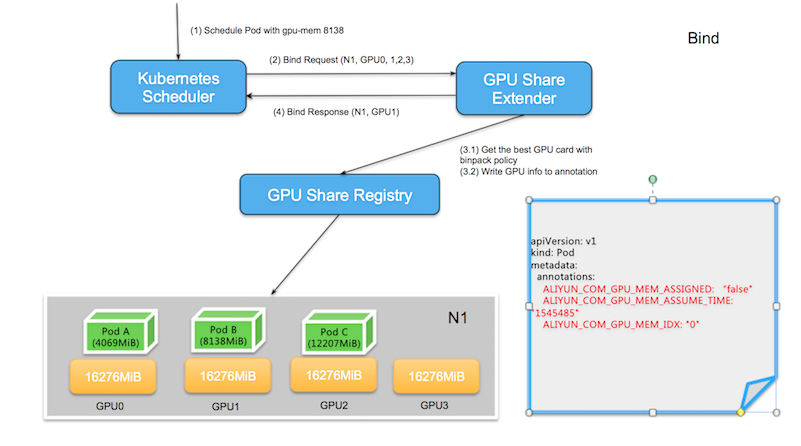 (1) Schedule Pod with gpu-mem 8138
Bind
(2) Bind Request (N1, GPU0, 1,2,3)
Kubernetes
Scheduler
GPU Share
Extender
(4) Bind Response (N1, GPU1)
(3.1) Get the best GPU card with
binpack policy
(3.2) Write GPU info to annotation
GPU Share Registry
apiVersion: v1
kind: Pod
metadata:
annotations:
ALIYUN_COM_GPU_MEM_ASSIGNED: "false"
ALIYUN_COM_GPU_MEM_ASSUME_TIME:
"1545485"
ALIYUN_COM_GPU_MEM_IDX: "0"
N1
Pod A
(4069MiB)
Pod B
(8138MiB)
Pod C
(12207MiB)
16276MiB
16276MiB
16276MiB
16276MiB
GPU0
GPU1
GPU2
GPU3